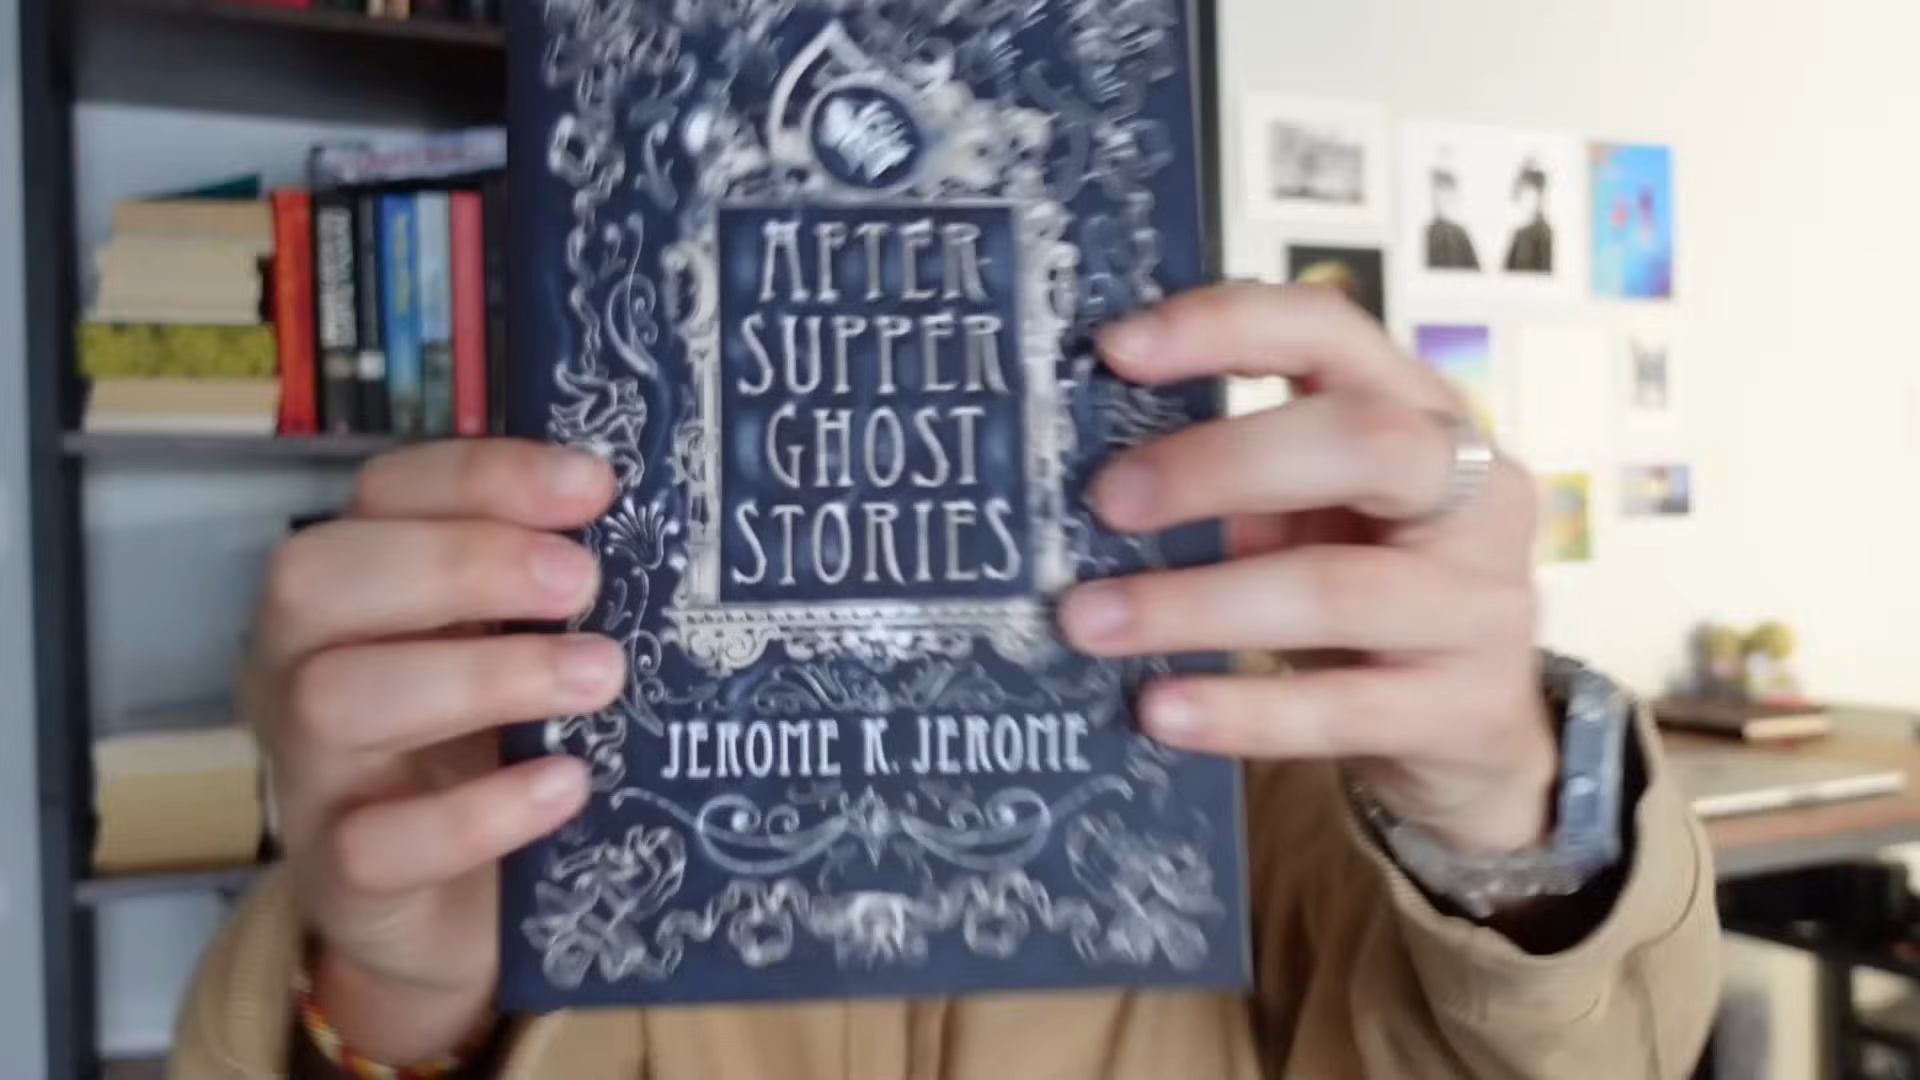 AFTER
SUPPER
GHOST
STORIES
JEROME K. JEROME